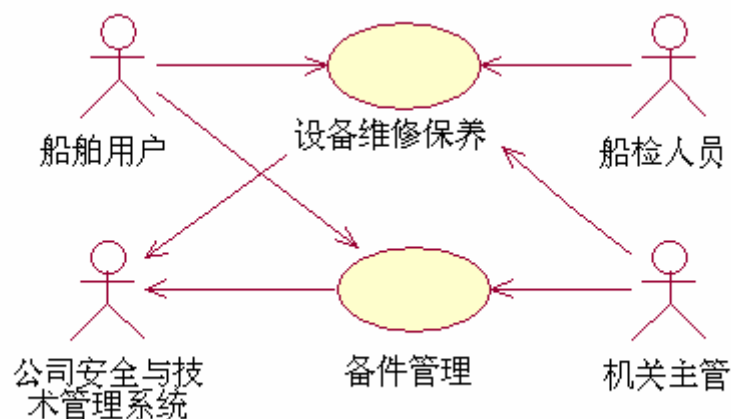 船舶用户
设备维修保养
船检人员
公司安全与技
术管理系统
备件管理
机关主管